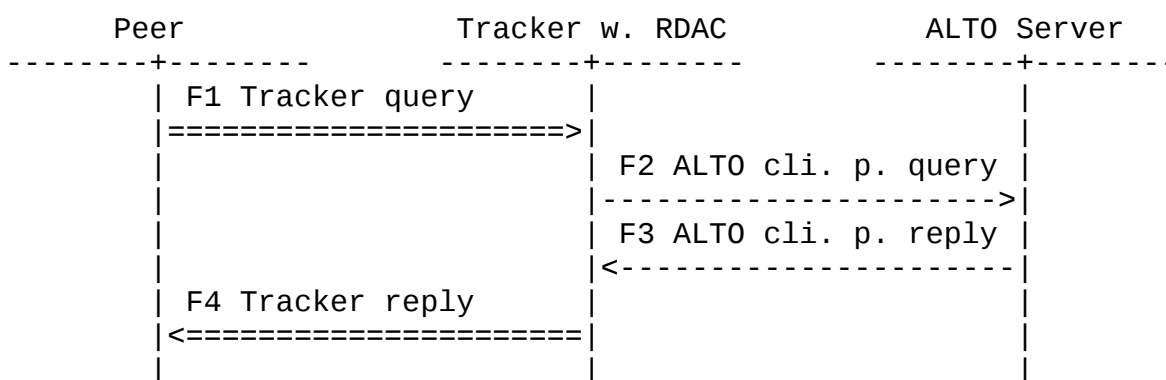 Peer Tracker w. RDAC ALTO Server
--------+-------- --------+-------- --------+--------
| F1 Tracker query | |
|======================>| |
| | F2 ALTO cli. p. query |
| |----------------------->|
| | F3 ALTO cli. p. reply |
| |<-----------------------|
| F4 Tracker reply | |
|<======================| |
| | |